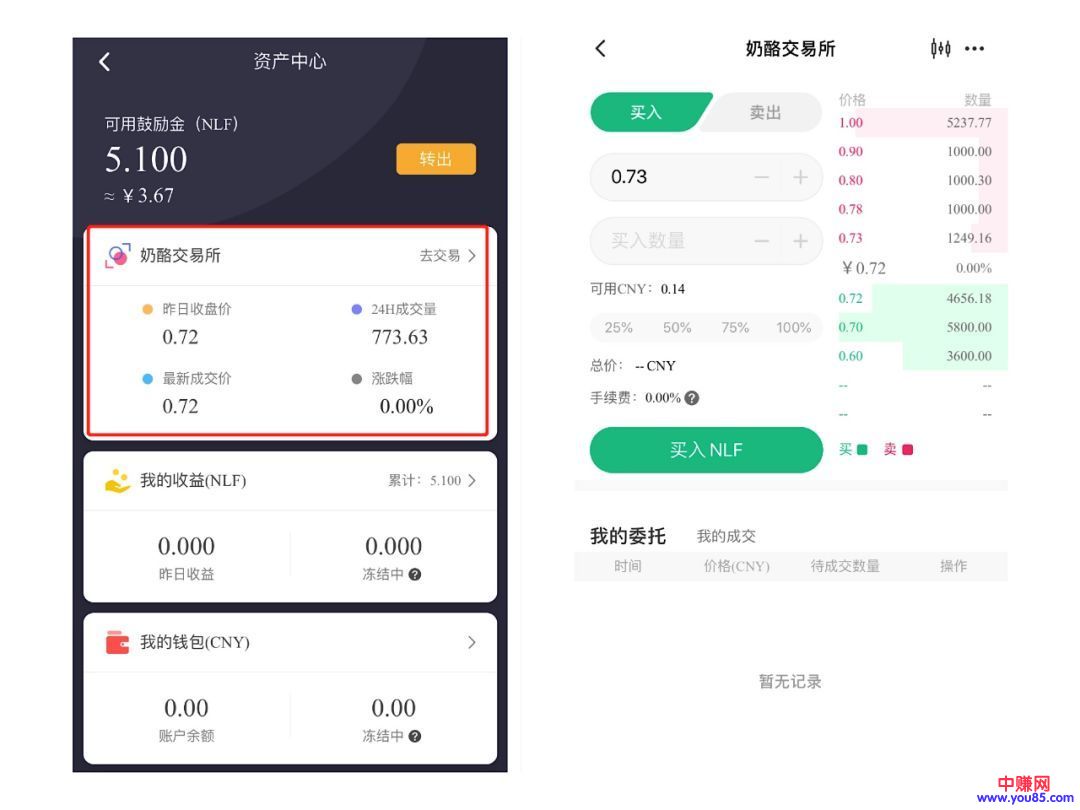 资产中心
可用鼓励金（NLF）
5.100
转出
≈ ￥3.67
奶酪交易所
去交易
昨日收盘价
24H成交量
0.72
773.63
最新成交价
涨跌幅
0.72
0.00%
我的收益(NLF)
累计：5.100
0.000
0.000
昨日收益
冻结中 ?
我的钱包(CNY)
0.00
0.00
账户余额
冻结中 ?
奶酪交易所
买入
卖出
0.73
买入数量
可用CNY：0.14
25% 50% 75% 100%
总价： --CNY
手续费：0.00% ?
买入 NLF
价格 数量
1.00 5237.77
0.90 1000.00
0.80 1000.30
0.78 1000.00
0.73 1249.16
￥0.72 0.00%
0.72 4656.18
0.70 5800.00
0.60 3600.00
-- --
-- --
买 卖
我的委托 我的成交
时间 价格(CNY) 待成交数量 操作
暂无记录
中赚网
www.you85.com